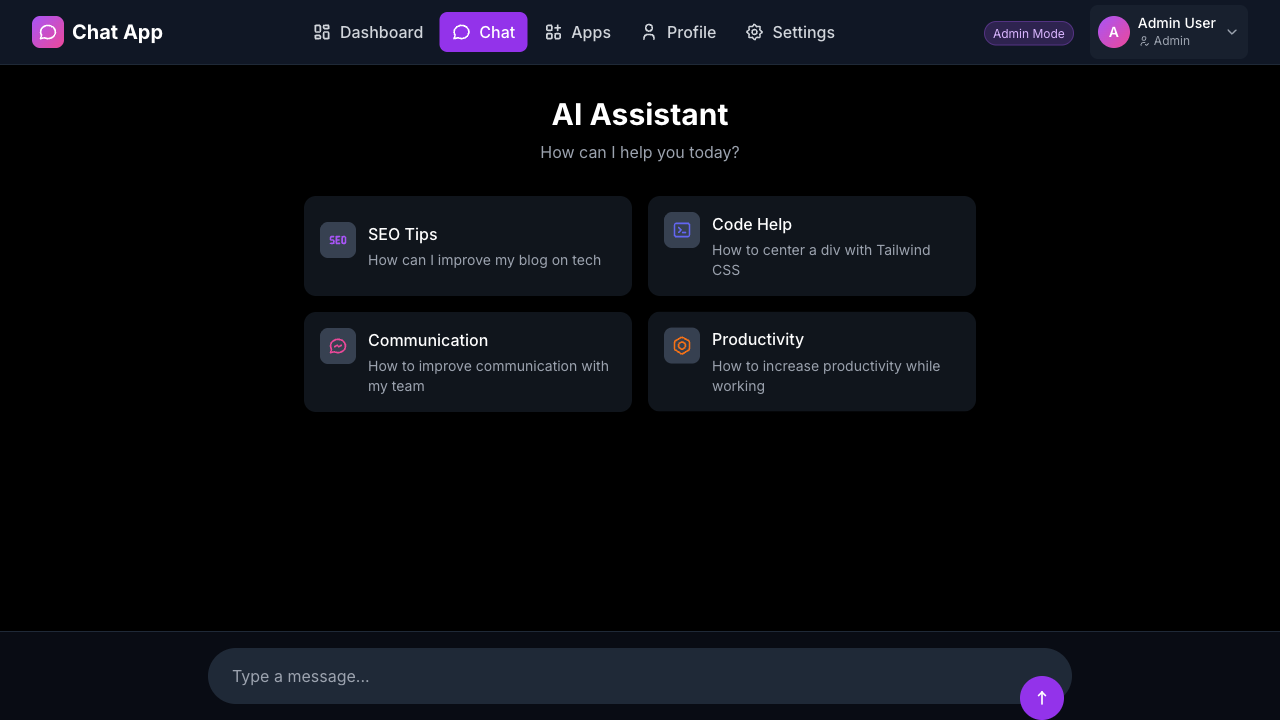 Chat App
Dashboard
Chat
Apps
Profile
Settings
Admin Mode
A
Admin User
Admin
AI Assistant
How can I help you today?
SEO
SEO Tips
How can I improve my blog on tech
Code Help
How to center a div with Tailwind
CSS
Communication
How to improve communication with
my team
Productivity
How to increase productivity while
working
Type a message...